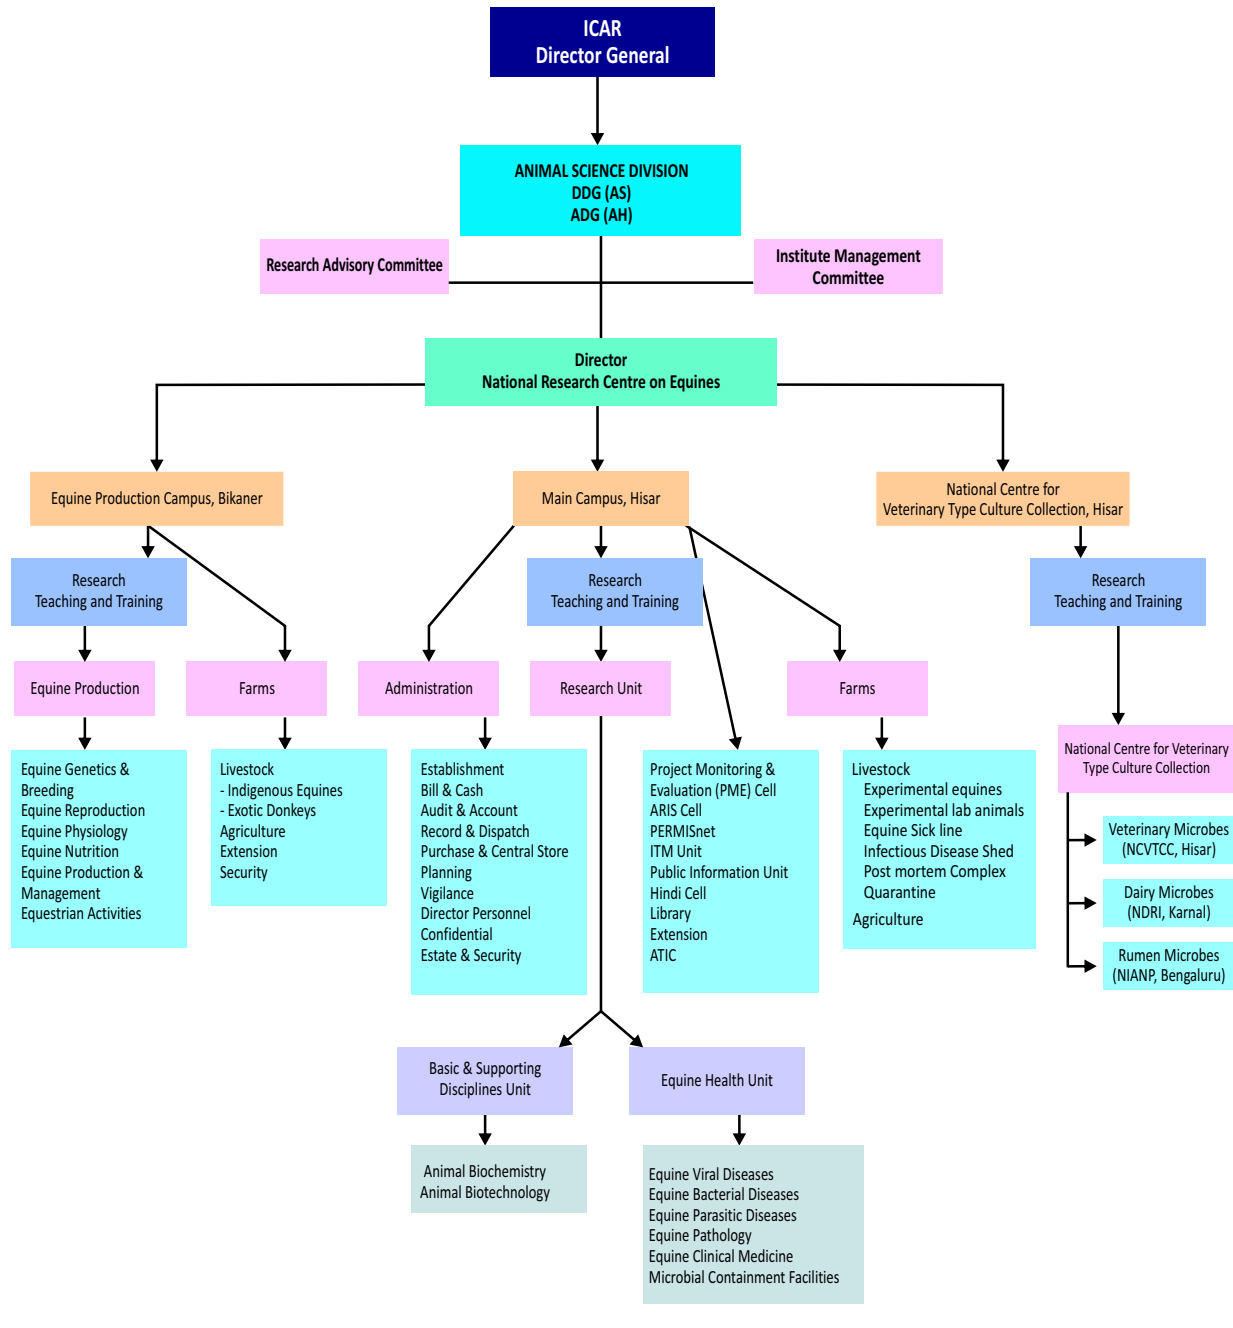 ICAR
Director General
ANIMAL SCIENCE DIVISION
DDG (AS)
ADG (AH)
Research Advisory Committee
Institute Management
Committee
Director
National Research Centre on Equines
Equine Production Campus, Bikaner
Main Campus, Hisar
National Centre for
Veterinary Type Culture Collection, Hisar
Research
Teaching and Training
Research
Teaching and Training
Research
Teaching and Training
Equine Production
Farms
Administration
Research Unit
Farms
National Centre for Veterinary
Type Culture Collection
Equine Genetics &
Breeding
Equine Reproduction
Equine Physiology
Equine Nutrition
Equine Production &
Management
Equestrian Activities
Livestock
- Indigenous Equines
- Exotic Donkeys
Agriculture
Extension
Security
Establishment
Bill & Cash
Audit & Account
Record & Dispatch
Purchase & Central Store
Planning
Vigilance
Director Personnel
Confidential
Estate & Security
Project Monitoring &
Evaluation (PME) Cell
ARIS Cell
PERMISnet
ITM Unit
Public Information Unit
Hindi Cell
Library
Extension
ATIC
Livestock
Experimental equines
Experimental lab animals
Equine Sick line
Infectious Disease Shed
Post mortem Complex
Quarantine
Agriculture
Veterinary Microbes
(NCVTCC, Hisar)
Dairy Microbes
(NDRI, Karnal)
Rumen Microbes
(NIANP, Bengaluru)
Basic & Supporting
Disciplines Unit
Equine Health Unit
Animal Biochemistry
Animal Biotechnology
Equine Viral Diseases
Equine Bacterial Diseases
Equine Parasitic Diseases
Equine Pathology
Equine Clinical Medicine
Microbial Containment Facilities